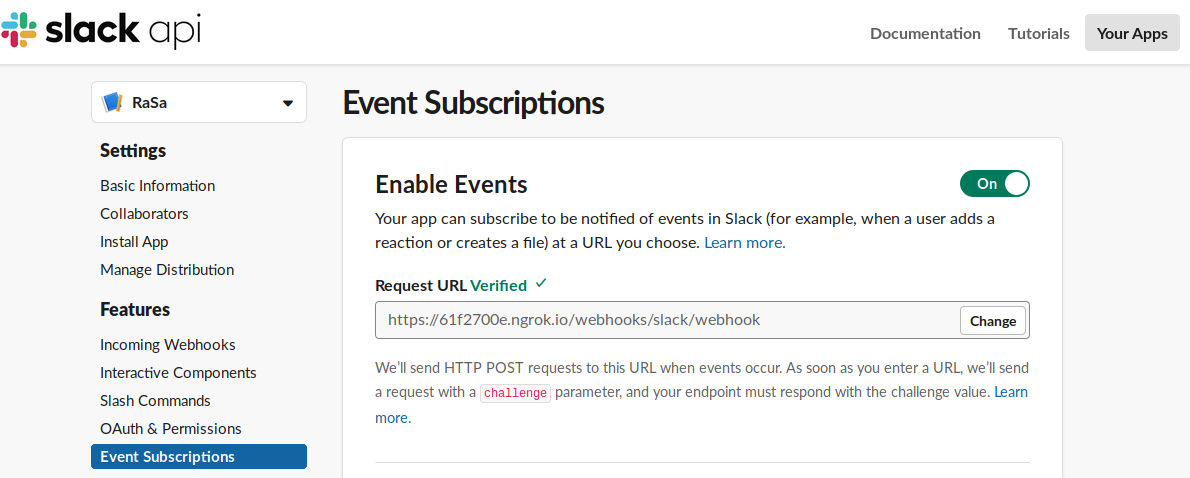 slack api
Documentation
Tutorials
Your Apps
RaSa
Settings
Basic Information
Collaborators
Install App
Manage Distribution
Features
Incoming Webhooks
Interactive Components
Slash Commands
OAuth & Permissions
Event Subscriptions
Event Subscriptions
Enable Events
On
Your app can subscribe to be notified of events in Slack (for example, when a user adds a
reaction or creates a file) at a URL you choose. Learn more.
Request URL Verified ✓
https://61f2700e.ngrok.io/webhooks/slack/webhook
Change
We’ll send HTTP POST requests to this URL when events occur. As soon as you enter a URL, we’ll send
a request with a challenge parameter, and your endpoint must respond with the challenge value. Learn
more.